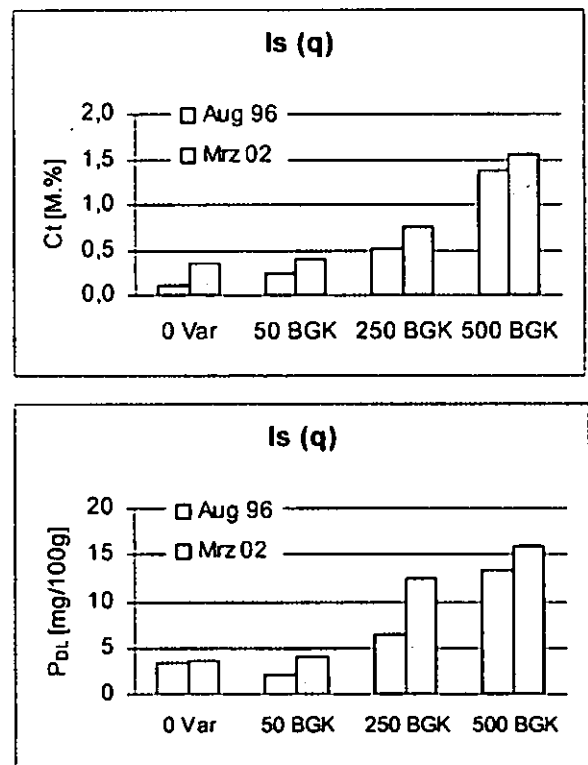 Is (q)
2,0
1,5
1,0
0,5
0,0
Ct [M.%]
Aug 96
Mrz 02
0 Var 50 BGK 250 BGK 500 BGK
Is (q)
20
15
10
5
0
PDL [mg/100g]
Aug 96
Mrz 02
0 Var 50 BGK 250 BGK 500 BGK